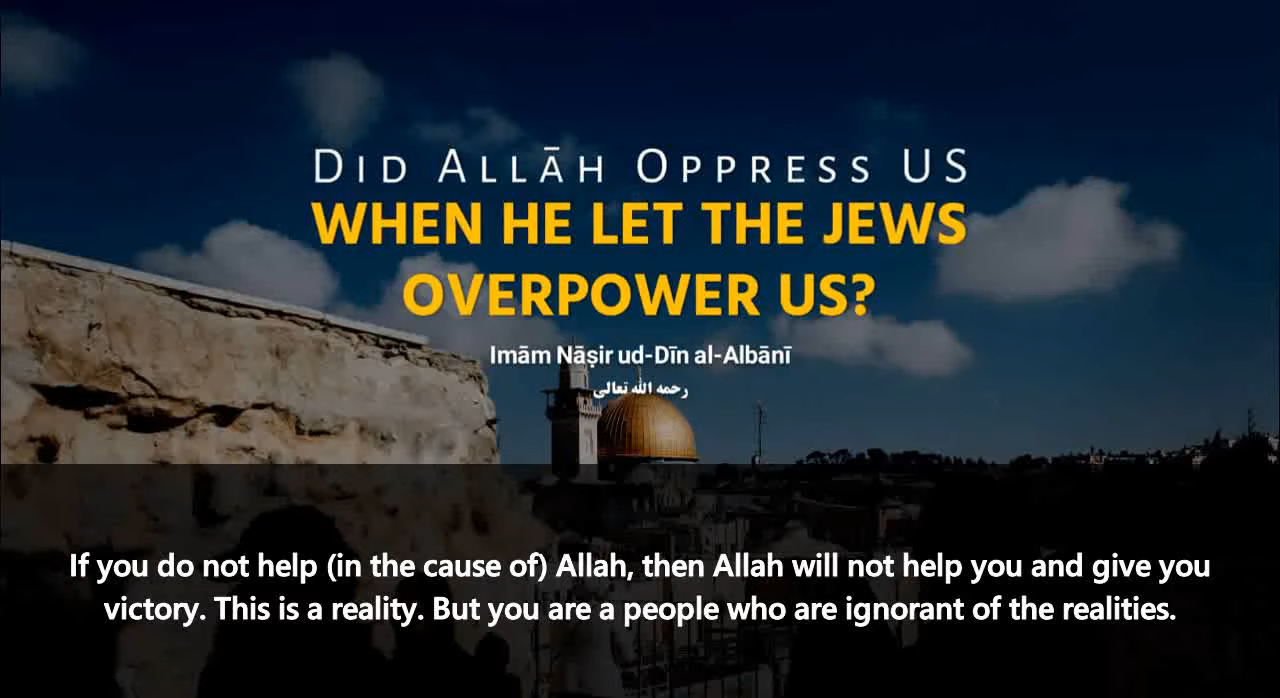 DID ALLĀH OPPRESS US
WHEN HE LET THE JEWS
OVERPOWER US?
Imām Nāṣir ud-Dīn al-Albānī
رحمه الله تعالى
If you do not help (in the cause of) Allah, then Allah will not help you and give you
victory. This is a reality. But you are a people who are ignorant of the realities.